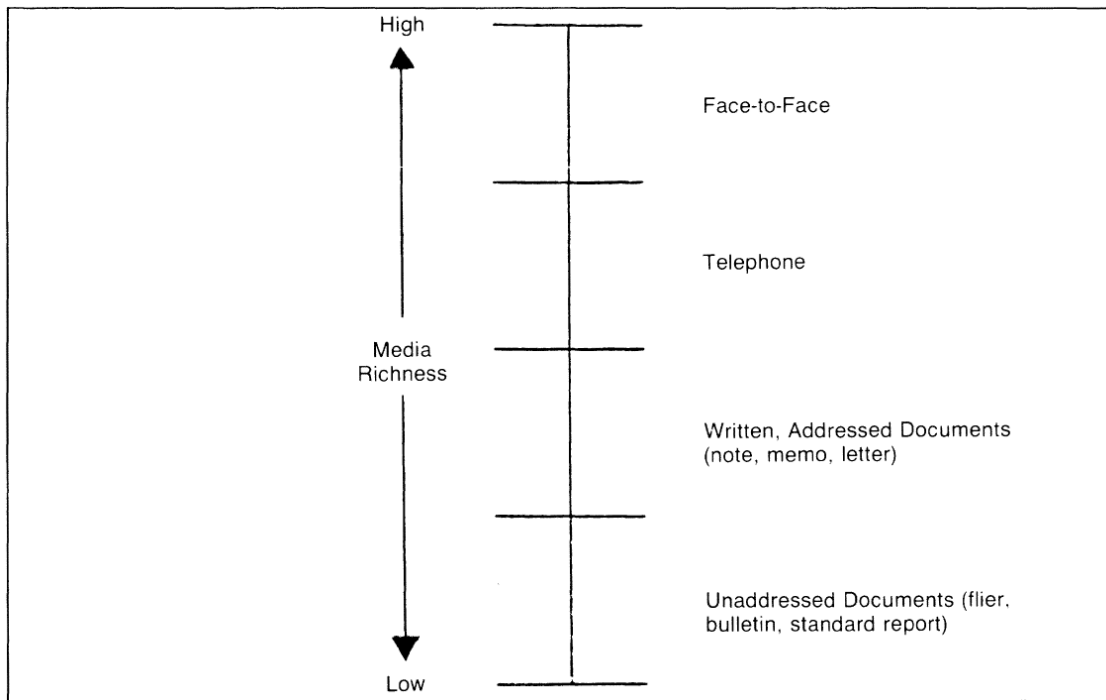 High
Face-to-Face
Telephone
Media
Richness
Written, Addressed Documents
(note, memo, letter)
Unaddressed Documents (flier,
bulletin, standard report)
Low